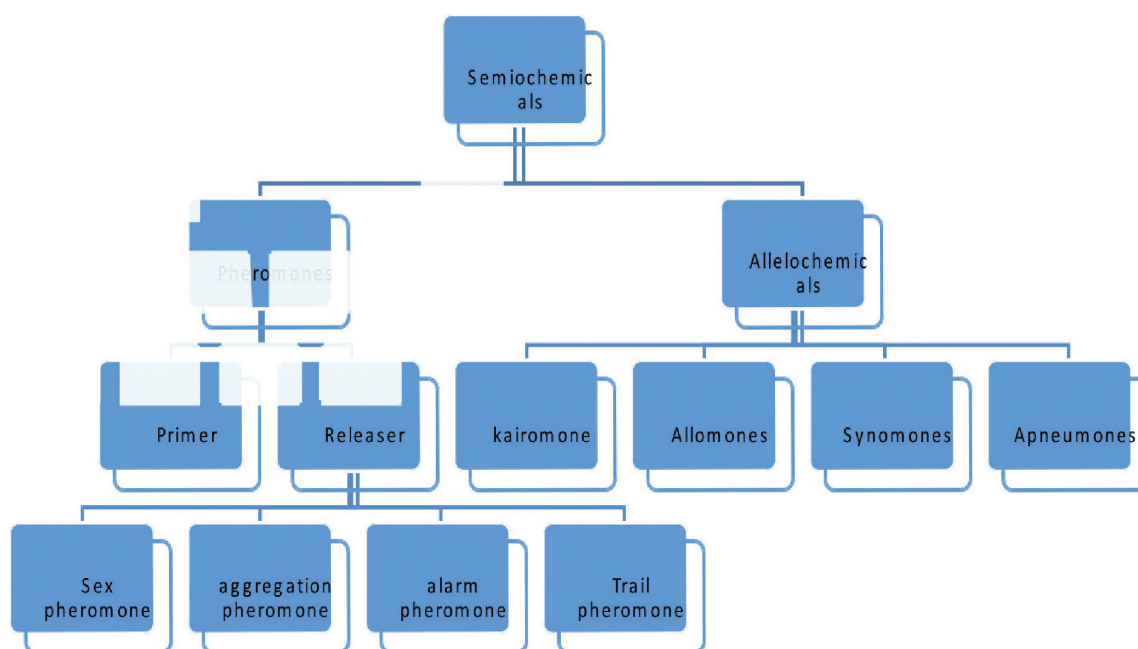 Semiochemic
als
Pheromones
Allelochemic
als
Primer
Releaser
kairomone
Allomones
Synomones
Apneumones
Sex
pheromone
aggregation
pheromone
alarm
pheromone
Trail
pheromone